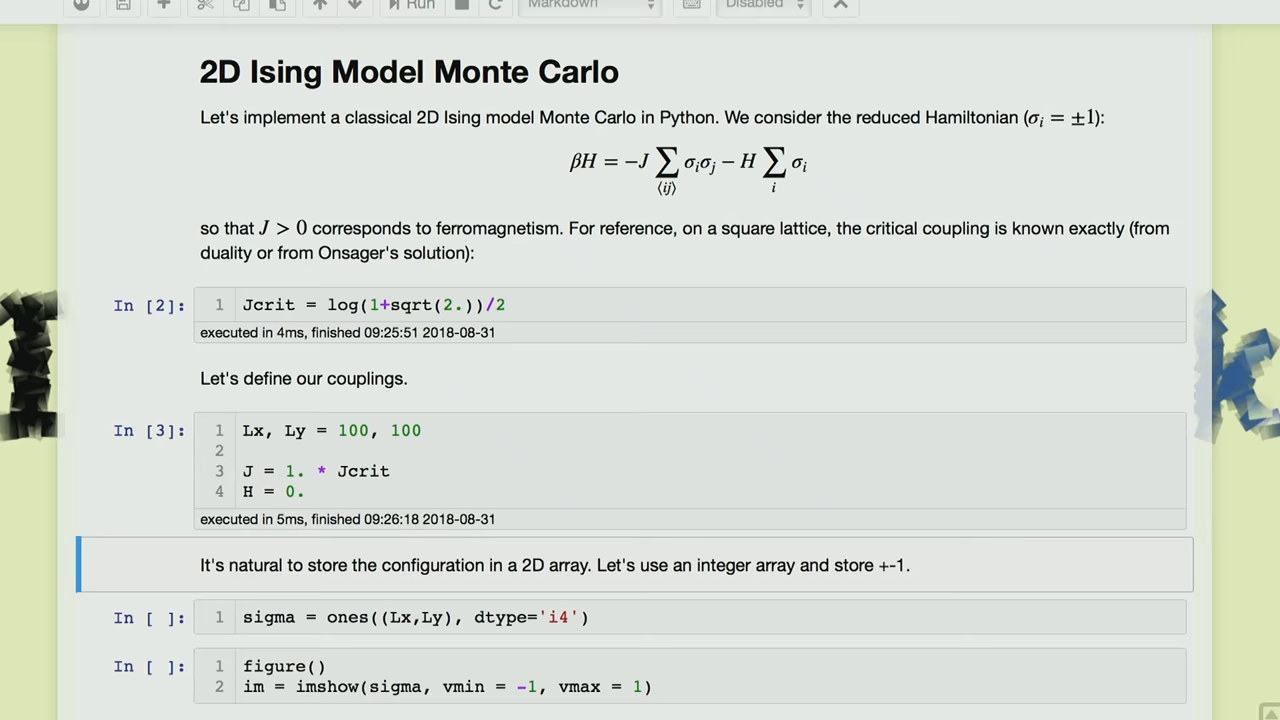 Run Markdown Disabled
2D Ising Model Monte Carlo
Let's implement a classical 2D Ising model Monte Carlo in Python. We consider the reduced Hamiltonian (σᵢ = ±1):
βH = −J ∑ σᵢσⱼ − H ∑ σᵢ
⟨ij⟩ i
so that J > 0 corresponds to ferromagnetism. For reference, on a square lattice, the critical coupling is known exactly (from
duality or from Onsager's solution):
In [2]: 1 Jcrit = log(1+sqrt(2.))/2
executed in 4ms, finished 09:25:51 2018-08-31
Let's define our couplings.
In [3]: 1 Lx, Ly = 100, 100
2
3 J = 1. * Jcrit
4 H = 0.
executed in 5ms, finished 09:26:18 2018-08-31
It's natural to store the configuration in a 2D array. Let's use an integer array and store +-1.
In [ ]: 1 sigma = ones((Lx,Ly), dtype='i4')
In [ ]: 1 figure()
2 im = imshow(sigma, vmin = -1, vmax = 1)